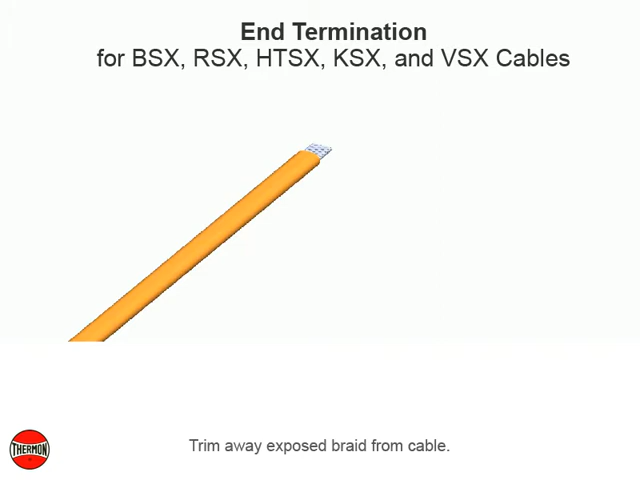 End Termination
for BSX, RSX, HTSX, KSX, and VSX Cables
THERMON
Trim away exposed braid from cable.